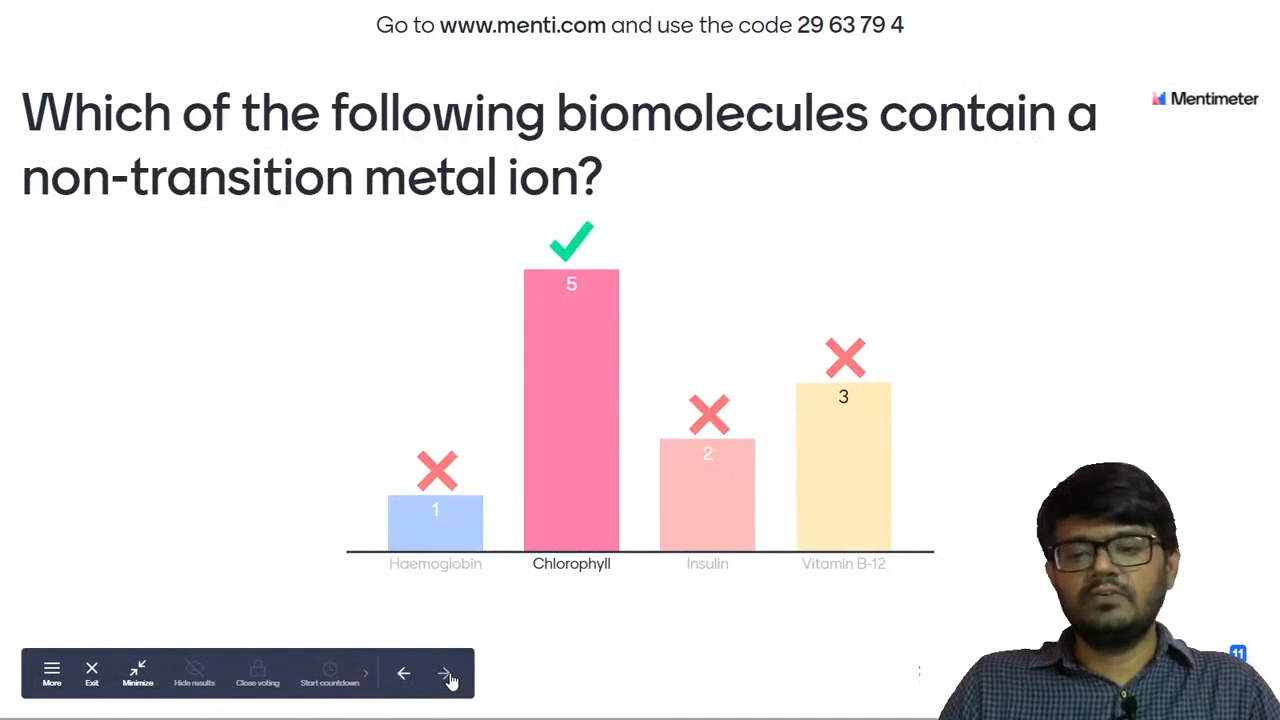 Go to www.menti.com and use the code 29 63 79 4
Which of the following biomolecules contain a
non-transition metal ion?
Mentimeter
5
3
2
1
Haemoglobin
Chlorophyll
Insulin
Vitamin B-12
More
Exit
Minimize
Hide results
Close voting
Start countdown
11